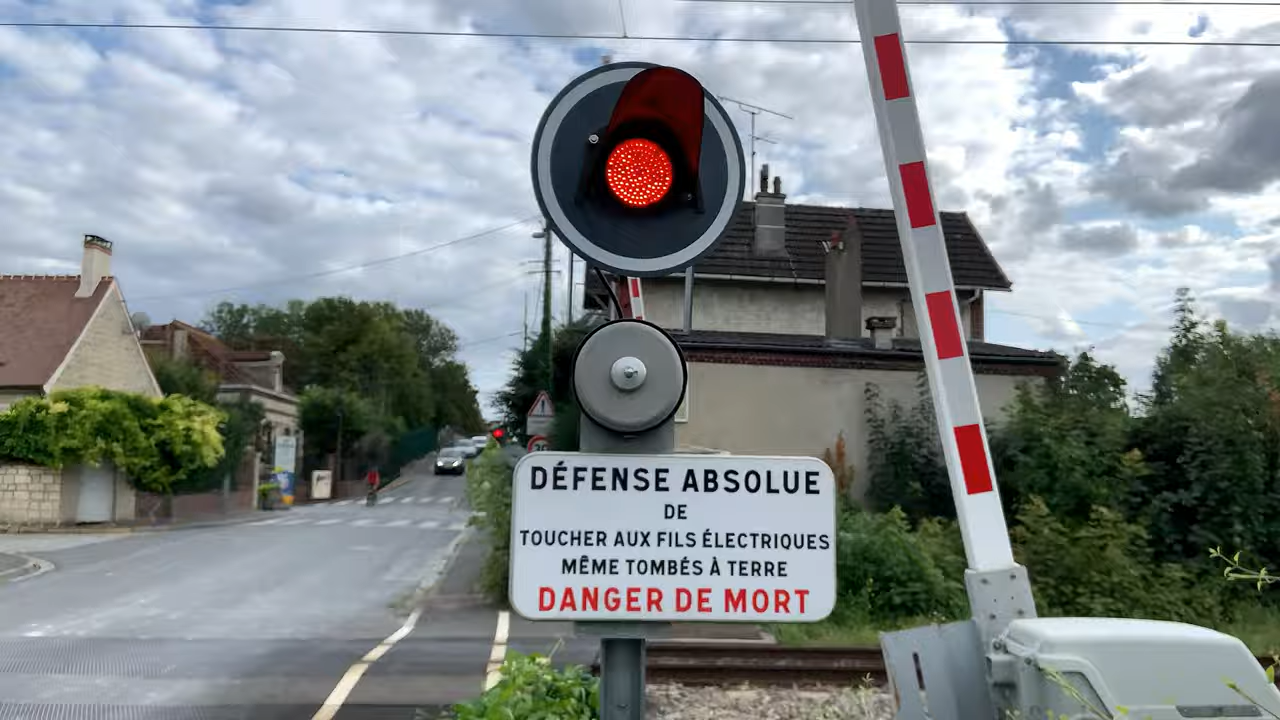 DÉFENSE ABSOLUE
DE
TOUCHER AUX FILS ÉLECTRIQUES
MÊME TOMBÉS À TERRE
DANGER DE MORT